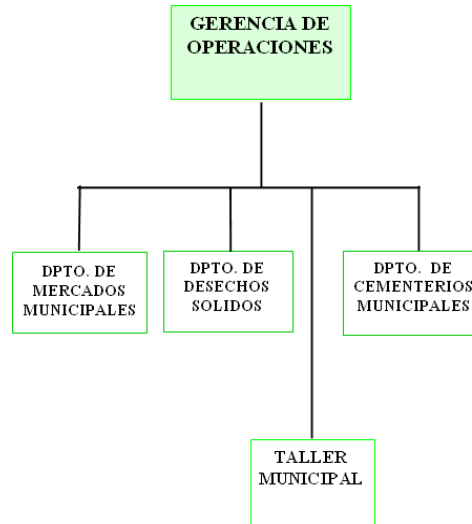 GERENCIA DE
OPERACIONES
DPTO. DE
MERCADOS
MUNICIPALES
DPTO. DE
DESECHOS
SOLIDOS
DPTO. DE
CEMENTERIOS
MUNICIPALES
TALLER
MUNICIPAL